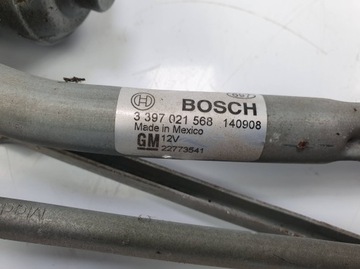 BOSCH
3 397 021 568 140908
Made in Mexico
GM 12V
22773541